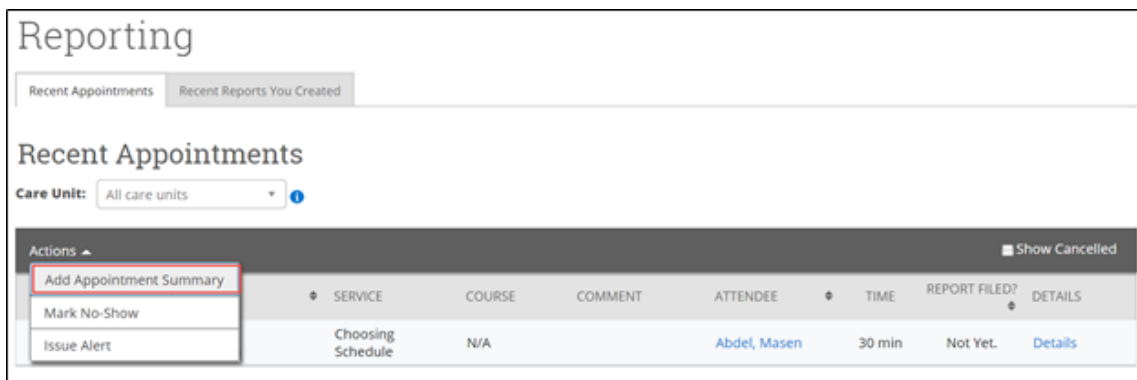 Reporting
Recent Appointments Recent Reports You Created
Recent Appointments
Care Unit: All care units
Actions Show Cancelled
Add Appointment Summary
Mark No-Show
Issue Alert
SERVICE COURSE COMMENT ATTENDEE TIME REPORT FILED? DETAILS
Choosing Schedule N/A Abdel, Masen 30 min Not Yet. Details